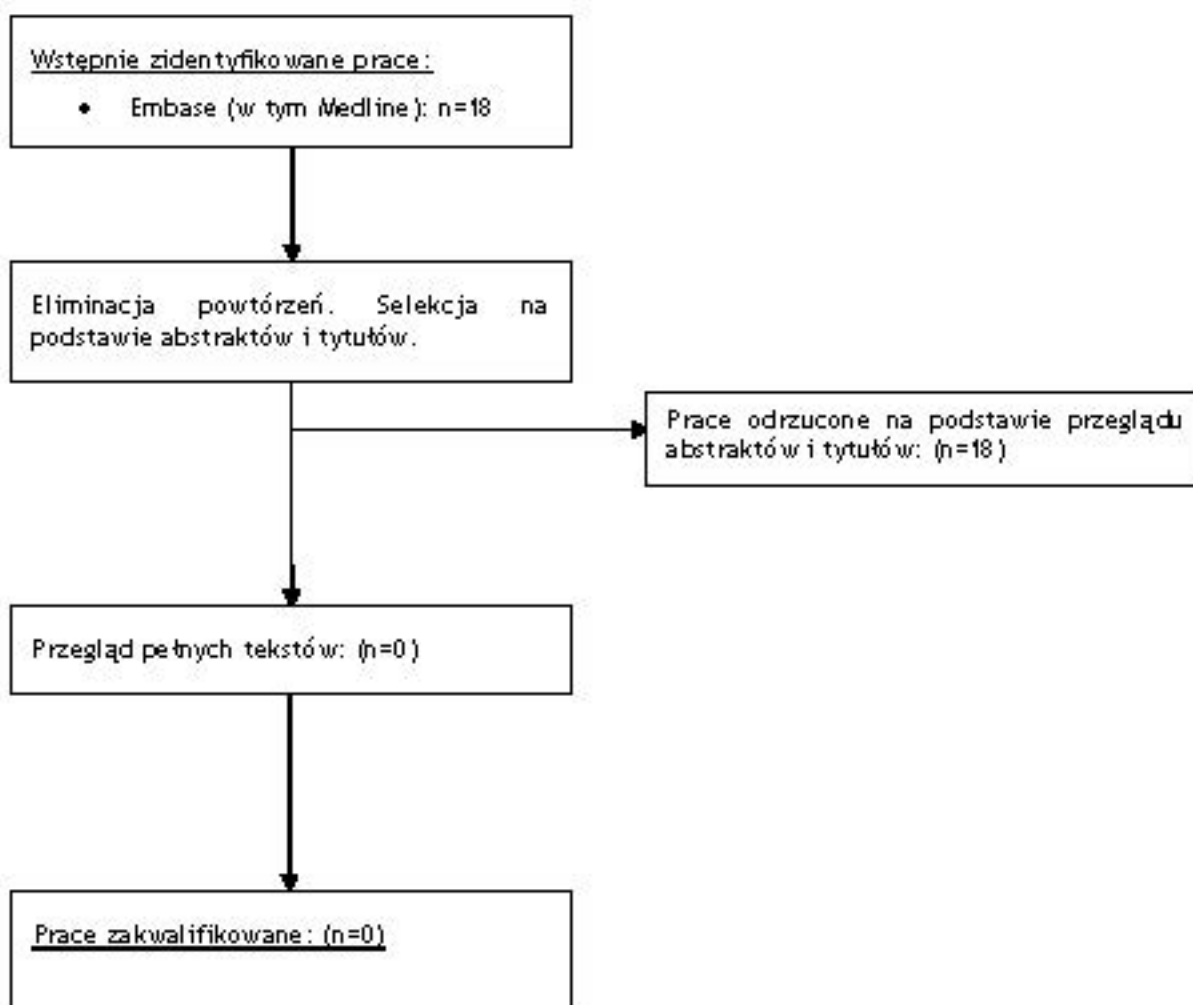 Wstępnie zidentyfikowane prace:
• Embase (w tym Medline): n=18
Eliminacja powtórzeń. Selekcja na
podstawie abstraktów i tytułów.
Prace odrzucone na podstawie przeglądu
abstraktów i tytułów: (n=18)
Przegląd pełnych tekstów: (n=0)
Prace zakwalifikowane: (n=0)